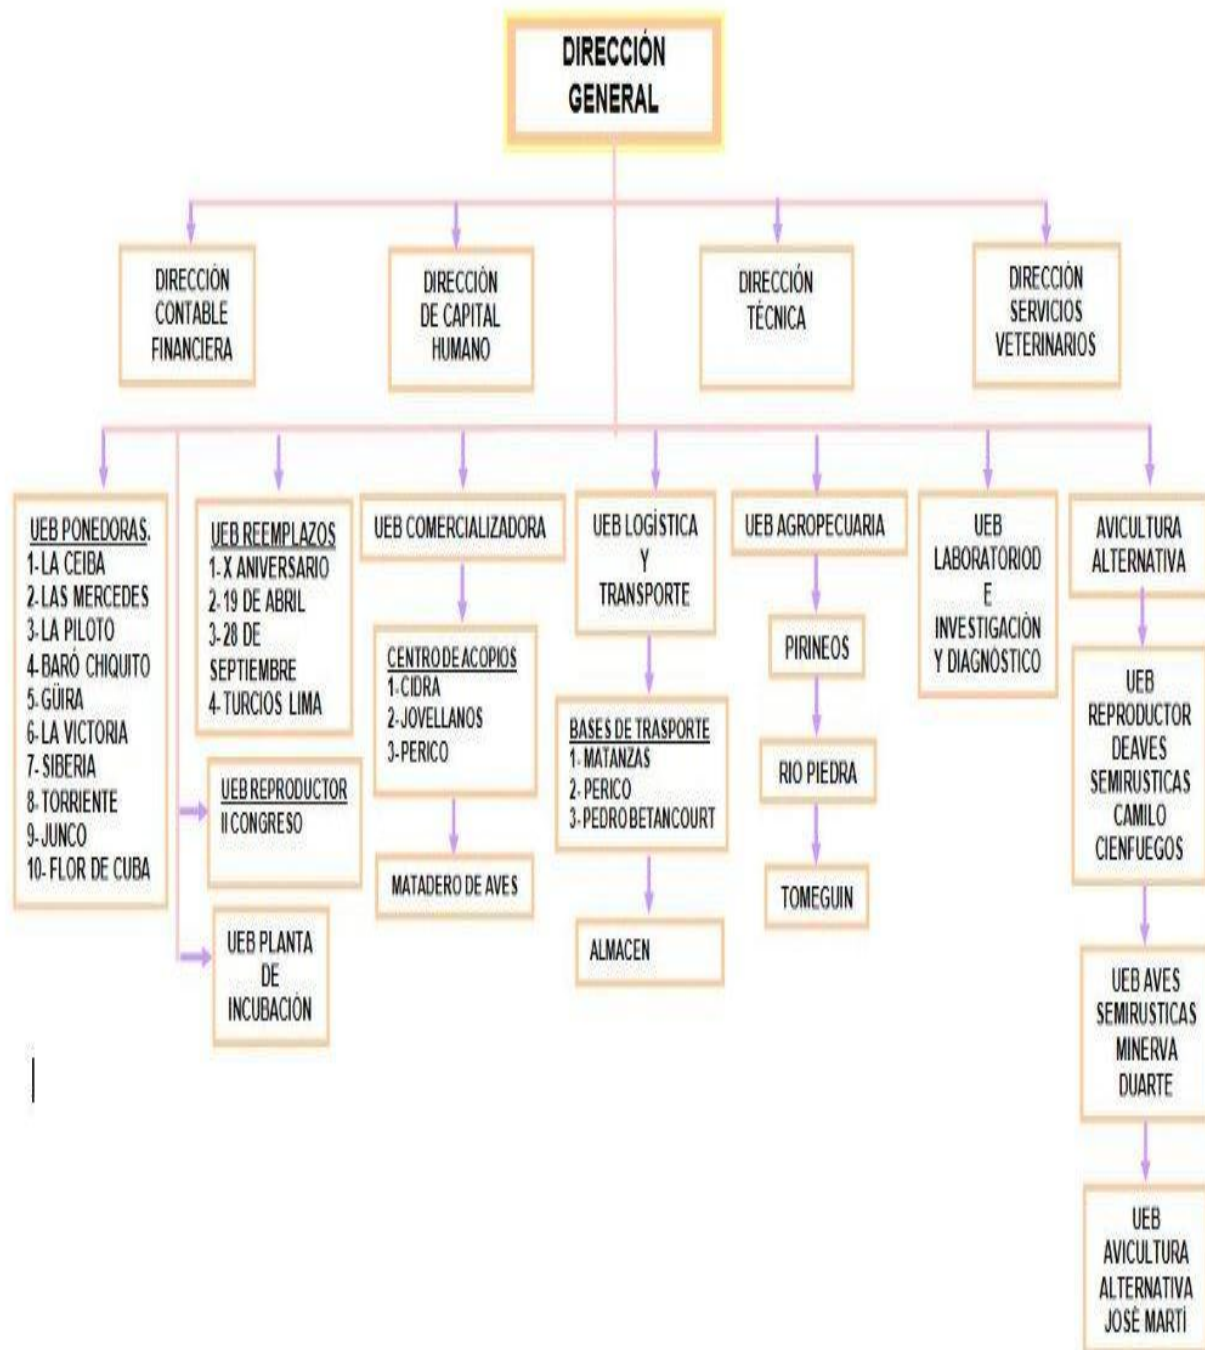 DIRECCIÓN
GENERAL
DIRECCIÓN
CONTABLE
FINANCIERA
DIRECCIÓN
DE CAPITAL
HUMANO
DIRECCIÓN
TÉCNICA
DIRECCIÓN
SERVICIOS
VETERINARIOS
UEB PONEDORAS.
1- LA CEIBA
2- LAS MERCEDES
3- LA PILOTO
4- BARÓ CHIQUITO
5- GÜIRA
6- LA VICTORIA
7- SIBERIA
8- TORRIENTE
9- JUNCO
10- FLOR DE CUBA
UEB REEMPLAZOS
1- X ANIVERSARIO
2- 19 DE ABRIL
3- 28 DE
SEPTIEMBRE
4- TURCIOS LIMA
UEB REPRODUCTOR
II CONGRESO
UEB PLANTA
DE
INCUBACIÓN
UEB COMERCIALIZADORA
CENTRO DE ACOPIOS
1- CIDRA
2- JOVELLANOS
3- PERICO
MATADERO DE AVES
UEB LOGÍSTICA
Y
TRANSPORTE
BASES DE TRASPORTE
1- MATANZAS
2- PERICO
3- PEDRO BETANCOURT
ALMACEN
UEB AGROPECUARIA
PIRINEOS
RIO PIEDRA
TOMEGUIN
UEB
LABORATORIOD
E
INVESTIGACIÓN
Y DIAGNÓSTICO
AVICULTURA
ALTERNATIVA
UEB
REPRODUCTOR
DEAVES
SEMIRUSTICAS
CAMILO
CIENFUEGOS
UEB AVES
SEMIRUSTICAS
MINERVA
DUARTE
UEB
AVICULTURA
ALTERNATIVA
JOSÉ MARTÍ